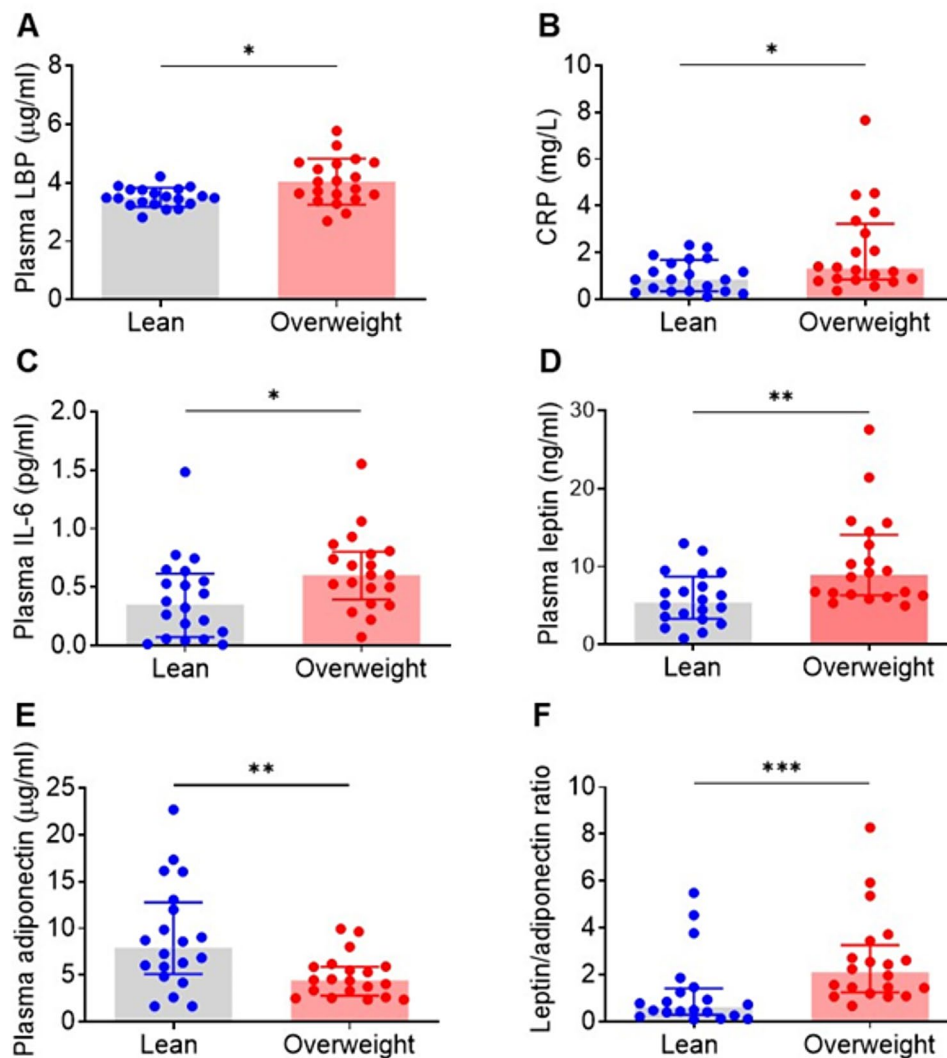 A
*
Plasma LBP (μg/ml)
8
6
4
2
0
Lean
Overweight
B
*
CRP (mg/L)
10
8
6
4
2
0
Lean
Overweight
C
*
Plasma IL-6 (pg/ml)
2.0
1.5
1.0
0.5
0.0
Lean
Overweight
D
**
Plasma leptin (ng/ml)
30
20
10
0
Lean
Overweight
E
**
Plasma adiponectin (μg/ml)
25
20
15
10
5
0
Lean
Overweight
F
***
Leptin/adiponectin ratio
10
8
6
4
2
0
Lean
Overweight